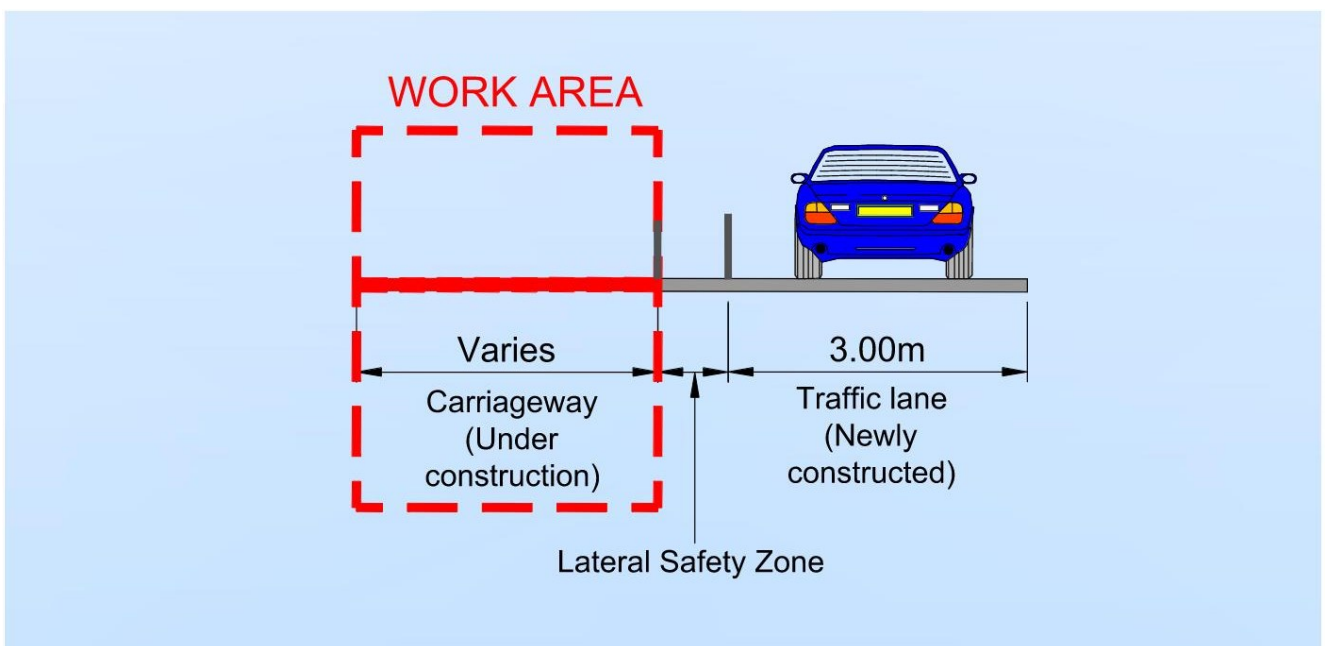 WORK AREA
Varies
3.00m
Carriageway
(Under
construction)
Traffic lane
(Newly
constructed)
Lateral Safety Zone